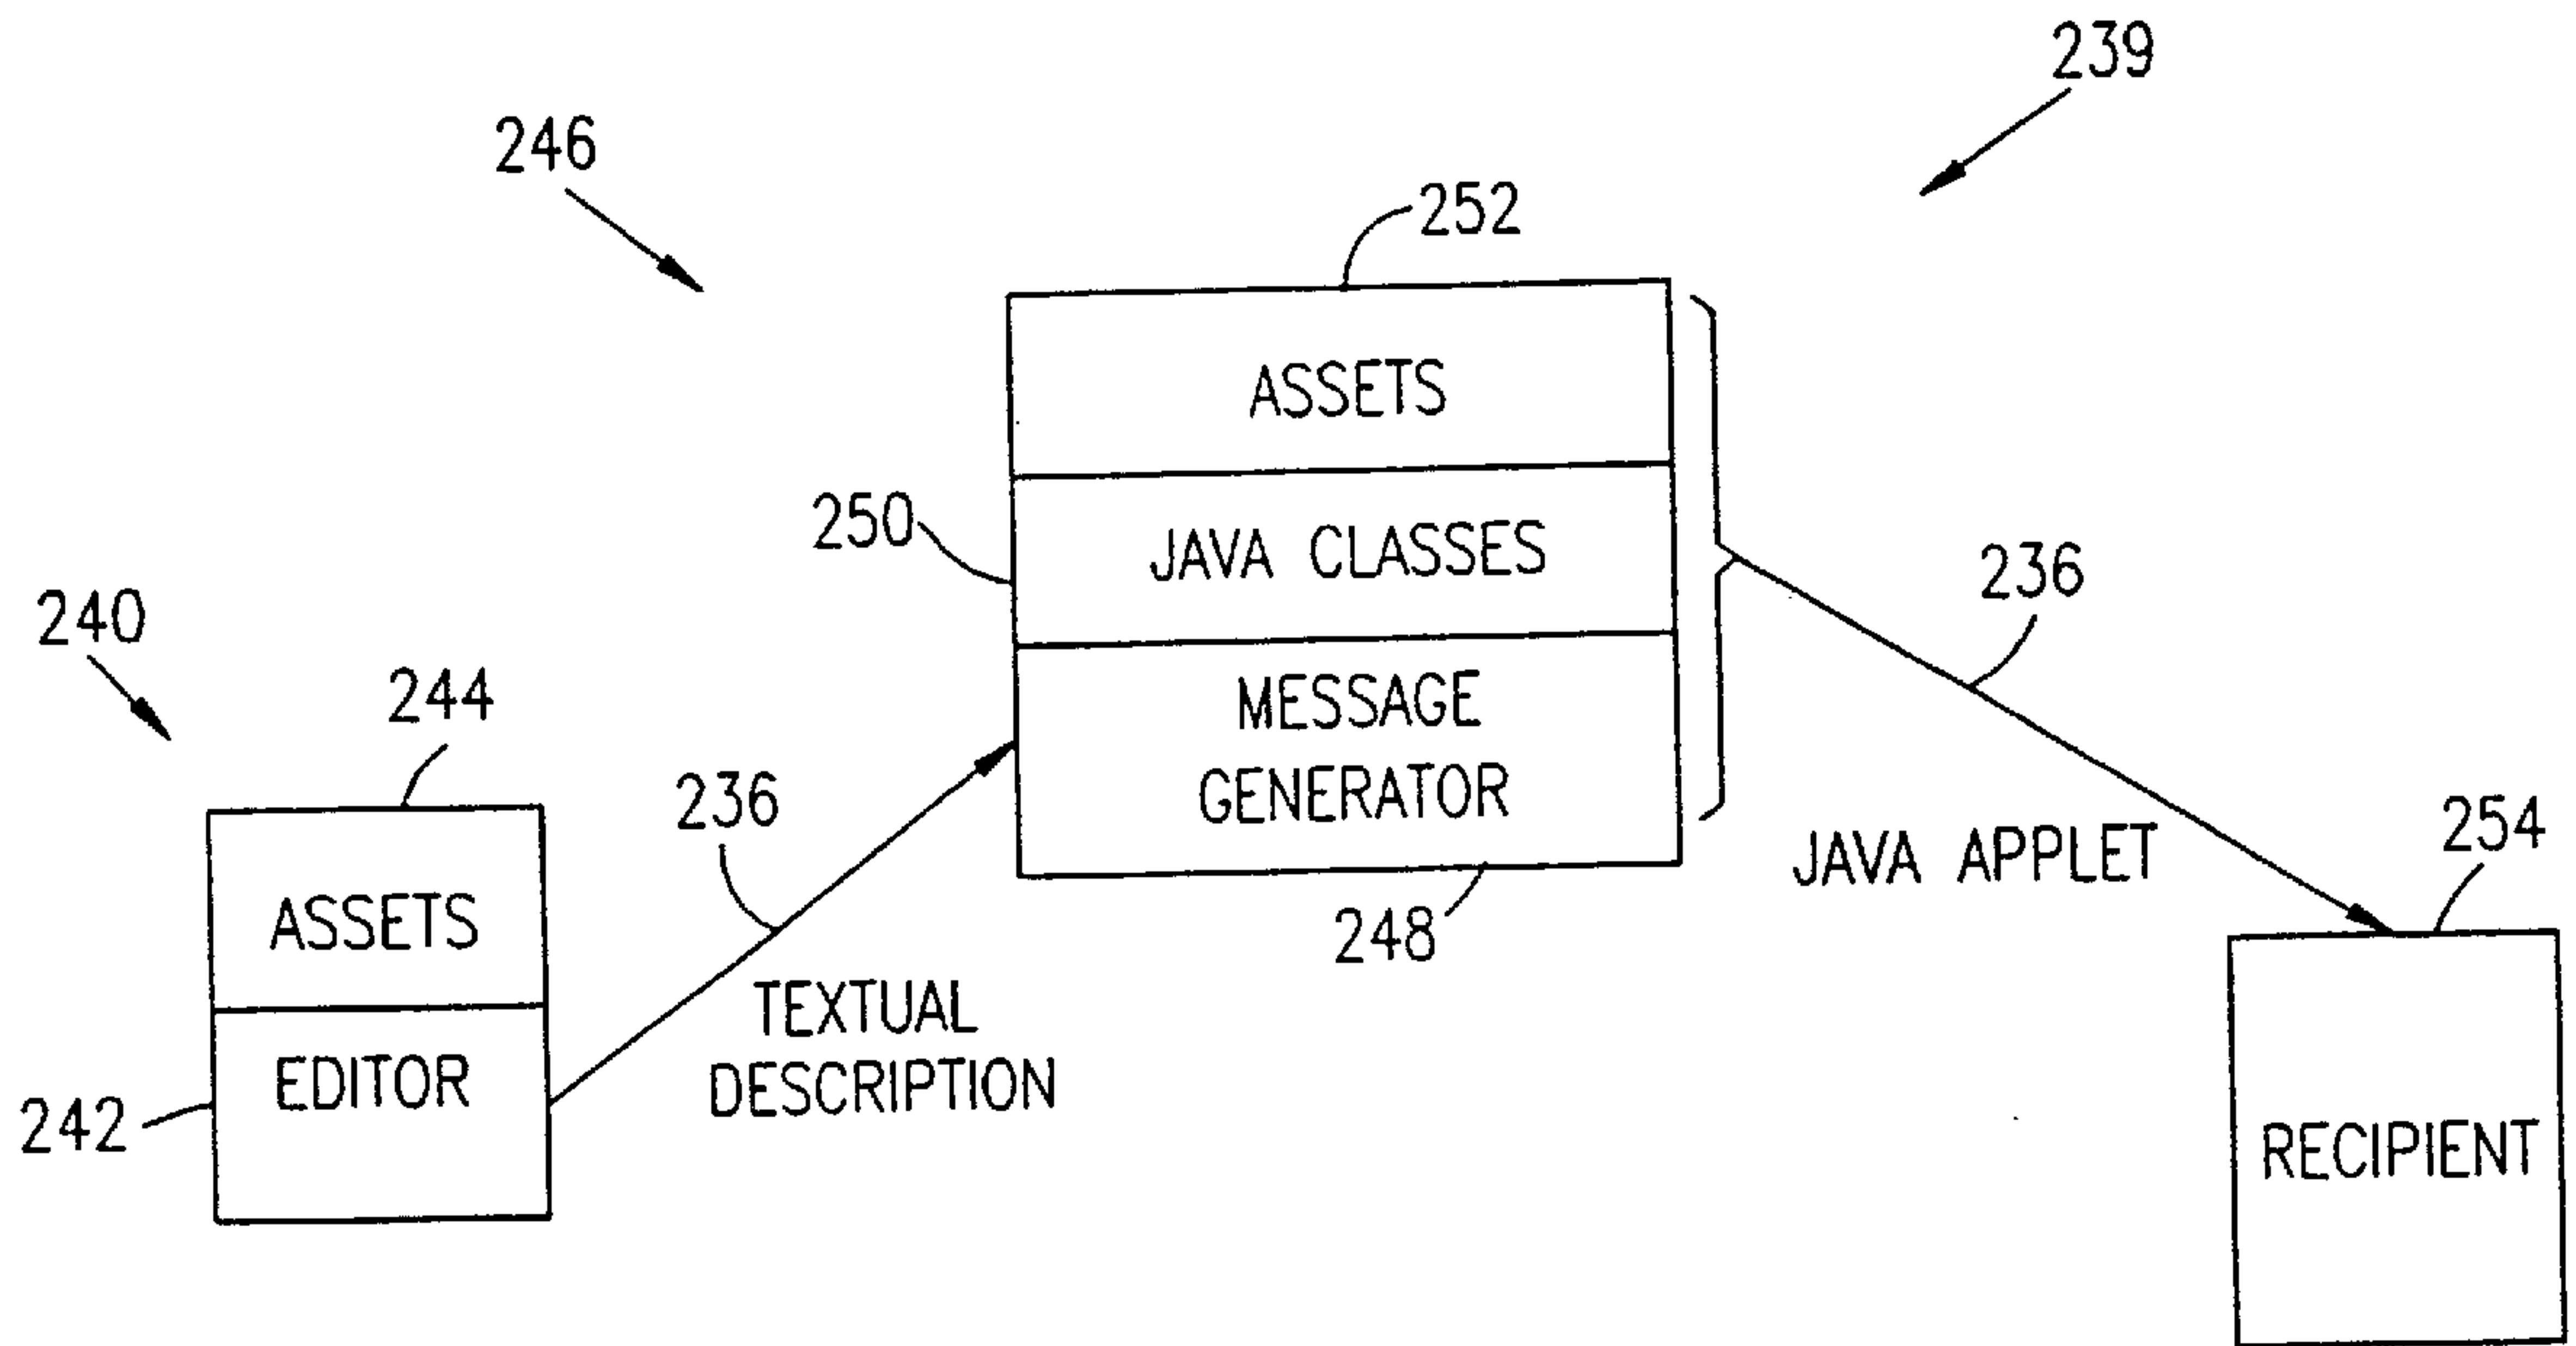 239
246
252
ASSETS
250
JAVA CLASSES
236
240
244
MESSAGE
GENERATOR
236
254
JAVA APPLET
248
ASSETS
TEXTUAL
DESCRIPTION
EDITOR
242
RECIPIENT